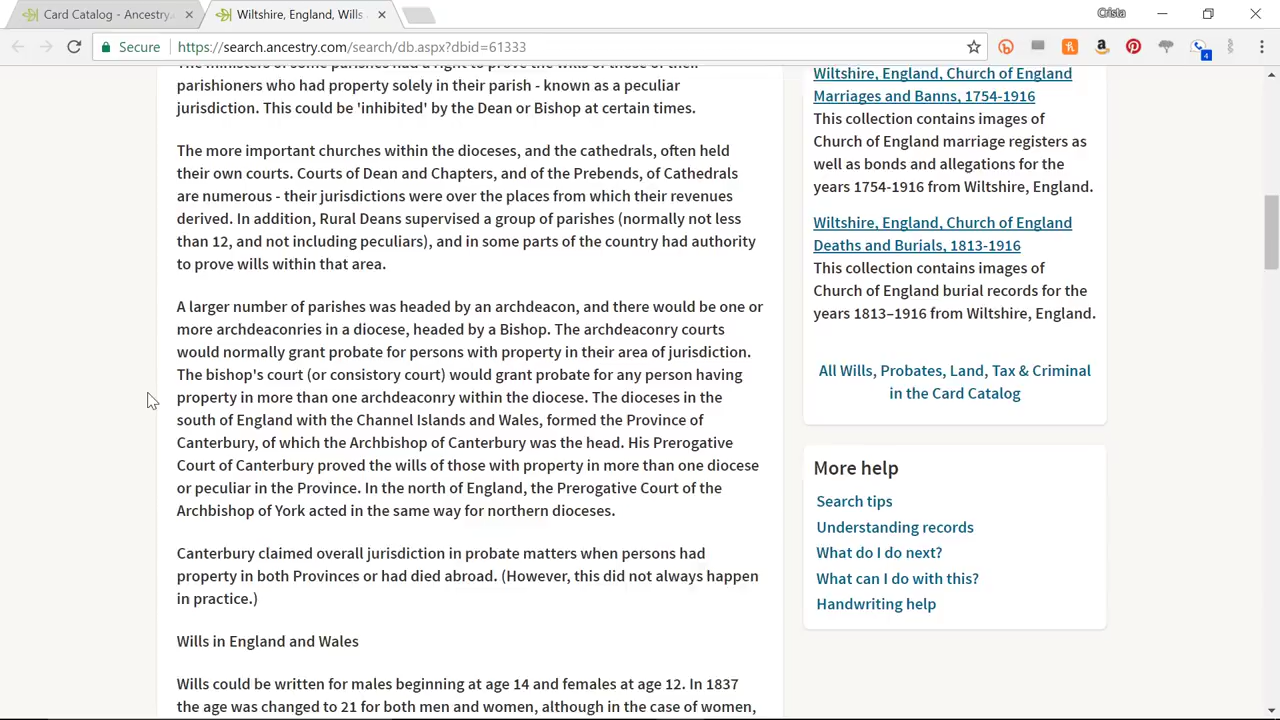 Card Catalog - Ancestry.
Wiltshire, England, Wills
Crista
Secure
https://search.ancestry.com/search/db.aspx?dbid=61333
4
The ministers of some parishes had a right to prove the wills of those of their
parishioners who had property solely in their parish - known as a peculiar
jurisdiction. This could be 'inhibited' by the Dean or Bishop at certain times.
The more important churches within the dioceses, and the cathedrals, often held
their own courts. Courts of Dean and Chapters, and of the Prebends, of Cathedrals
are numerous - their jurisdictions were over the places from which their revenues
derived. In addition, Rural Deans supervised a group of parishes (normally not less
than 12, and not including peculiars), and in some parts of the country had authority
to prove wills within that area.
A larger number of parishes was headed by an archdeacon, and there would be one or
more archdeaconries in a diocese, headed by a Bishop. The archdeaconry courts
would normally grant probate for persons with property in their area of jurisdiction.
The bishop's court (or consistory court) would grant probate for any person having
property in more than one archdeaconry within the diocese. The dioceses in the
south of England with the Channel Islands and Wales, formed the Province of
Canterbury, of which the Archbishop of Canterbury was the head. His Prerogative
Court of Canterbury proved the wills of those with property in more than one diocese
or peculiar in the Province. In the north of England, the Prerogative Court of the
Archbishop of York acted in the same way for northern dioceses.
Canterbury claimed overall jurisdiction in probate matters when persons had
property in both Provinces or had died abroad. (However, this did not always happen
in practice.)
Wills in England and Wales
Wills could be written for males beginning at age 14 and females at age 12. In 1837
the age was changed to 21 for both men and women, although in the case of women,
Wiltshire, England, Church of England
Marriages and Banns, 1754-1916
This collection contains images of
Church of England marriage registers as
well as bonds and allegations for the
years 1754-1916 from Wiltshire, England.
Wiltshire, England, Church of England
Deaths and Burials, 1813-1916
This collection contains images of
Church of England burial records for the
years 1813–1916 from Wiltshire, England.
All Wills, Probates, Land, Tax & Criminal
in the Card Catalog
More help
Search tips
Understanding records
What do I do next?
What can I do with this?
Handwriting help